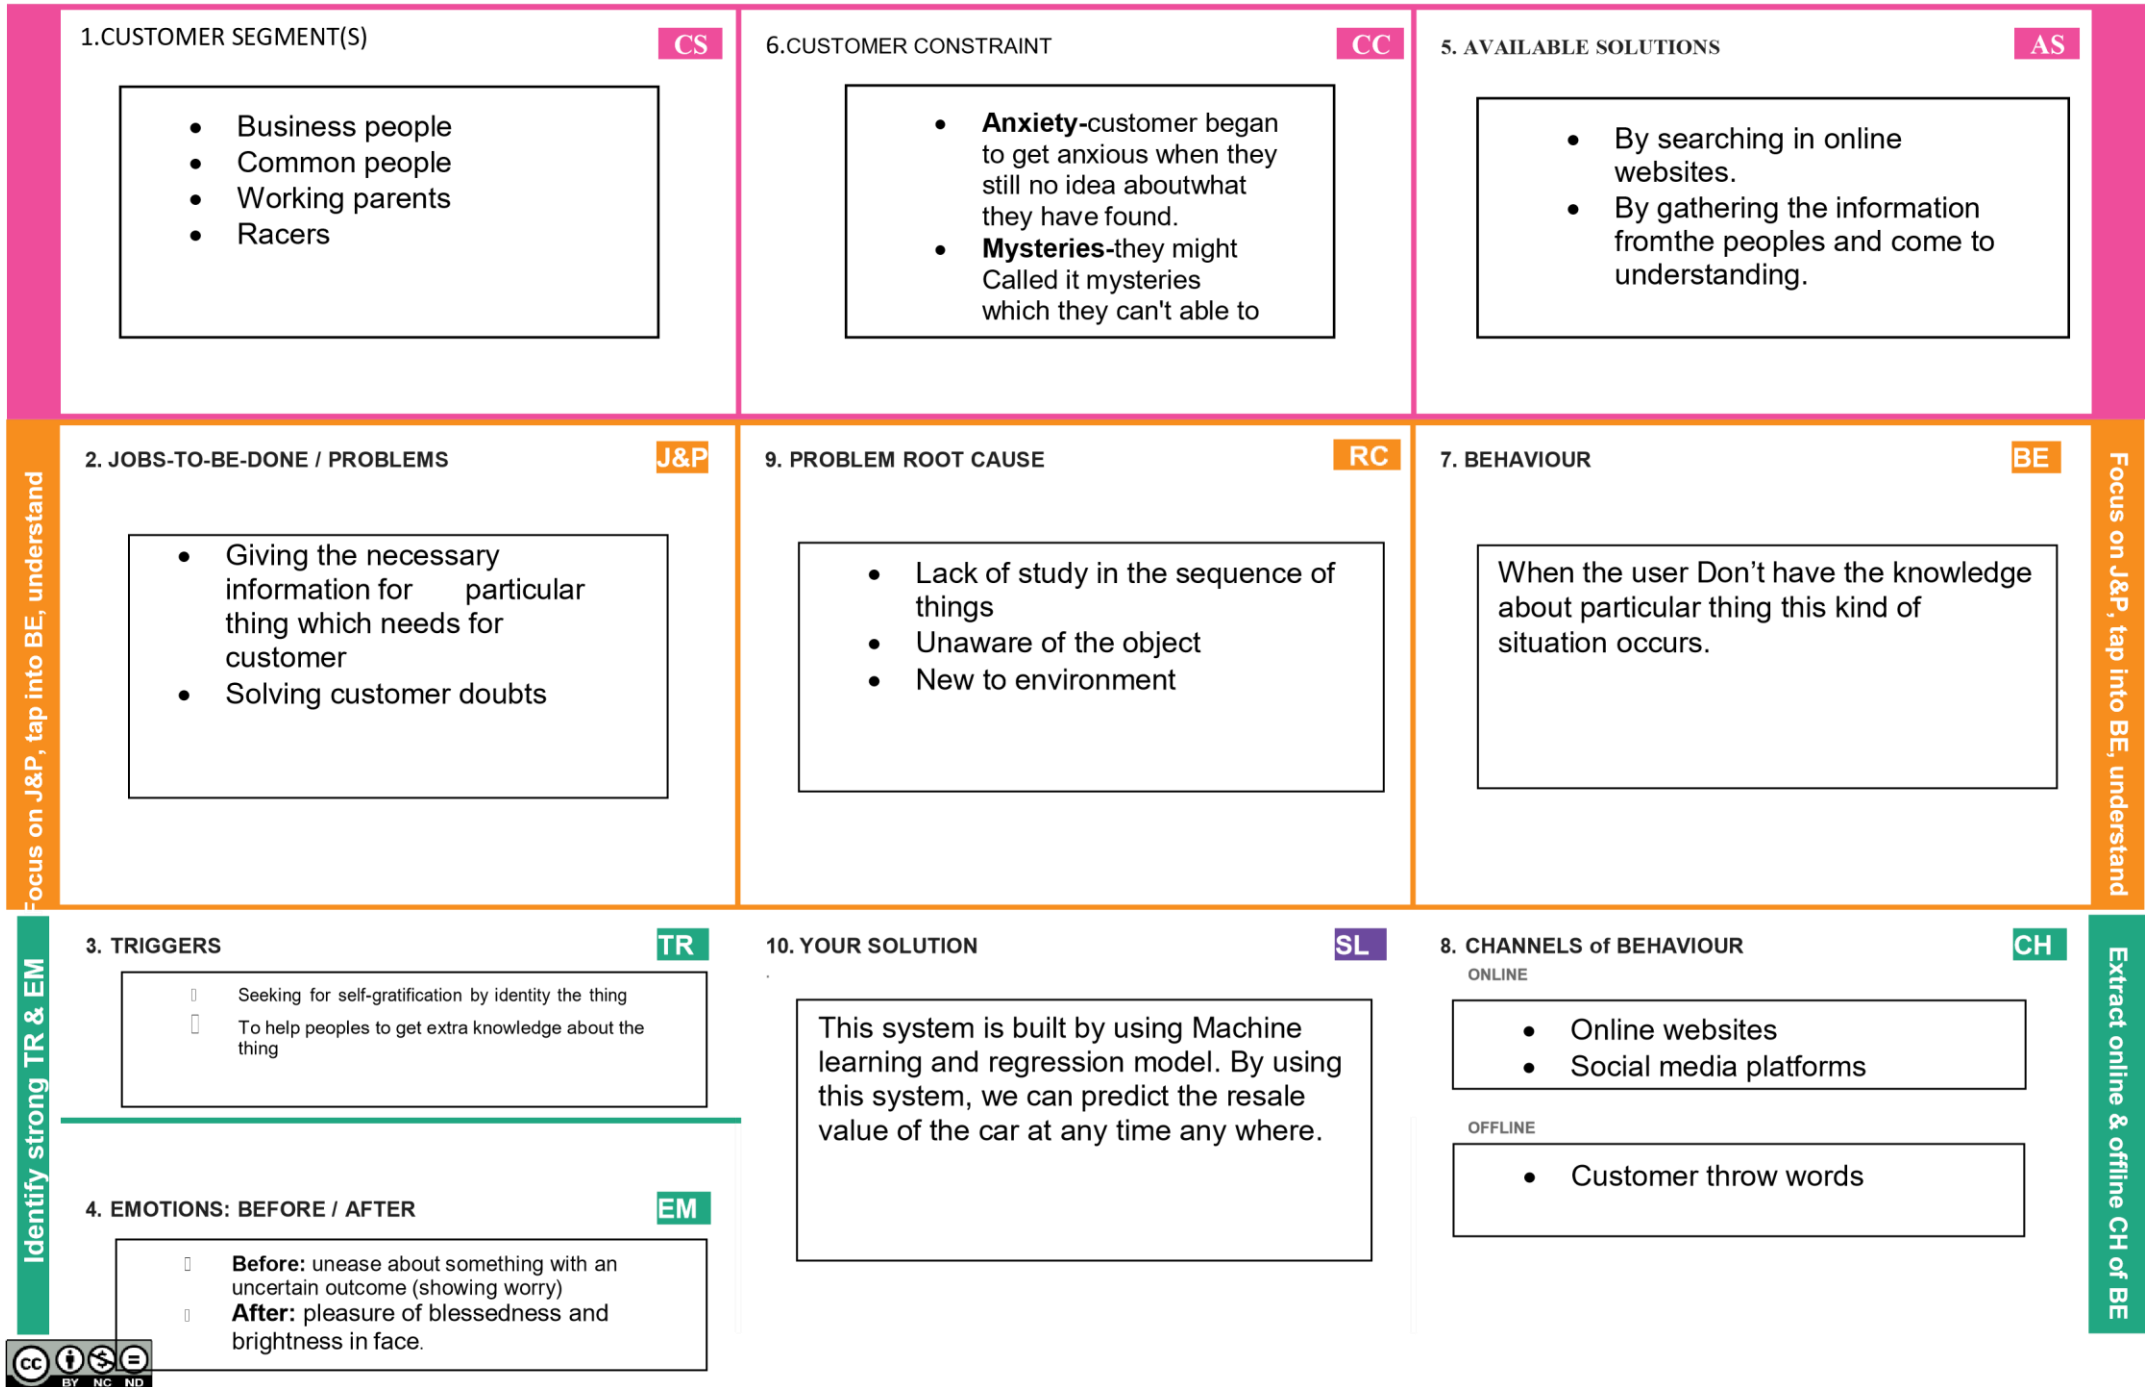 1.CUSTOMER SEGMENT(S)
CS
Business people
Common people
Working parents
Racers
6.CUSTOMER CONSTRAINT
CC
Anxiety-customer began
to get anxious when they
still no idea aboutwhat
they have found.
Mysteries-they might
Called it mysteries
which they can't able to
5. AVAILABLE SOLUTIONS
AS
By searching in online
websites.
By gathering the information
fromthe peoples and come to
understanding.
Focus on J&P, tap into BE, understand
2. JOBS-TO-BE-DONE / PROBLEMS
J&P
Giving the necessary
information for particular
thing which needs for
customer
Solving customer doubts
9. PROBLEM ROOT CAUSE
RC
Lack of study in the sequence of
things
Unaware of the object
New to environment
7. BEHAVIOUR
BE
When the user Don’t have the knowledge
about particular thing this kind of
situation occurs.
Focus on J&P, tap into BE, understand
Identify strong TR & EM
3. TRIGGERS
TR
Seeking for self-gratification by identity the thing
To help peoples to get extra knowledge about the
thing
4. EMOTIONS: BEFORE / AFTER
EM
Before: unease about something with an
uncertain outcome (showing worry)
After: pleasure of blessedness and
brightness in face.
10. YOUR SOLUTION
SL
This system is built by using Machine
learning and regression model. By using
this system, we can predict the resale
value of the car at any time any where.
8. CHANNELS of BEHAVIOUR
CH
ONLINE
Online websites
Social media platforms
OFFLINE
Customer throw words
Extract online & offline CH of BE
cc
BY NC ND